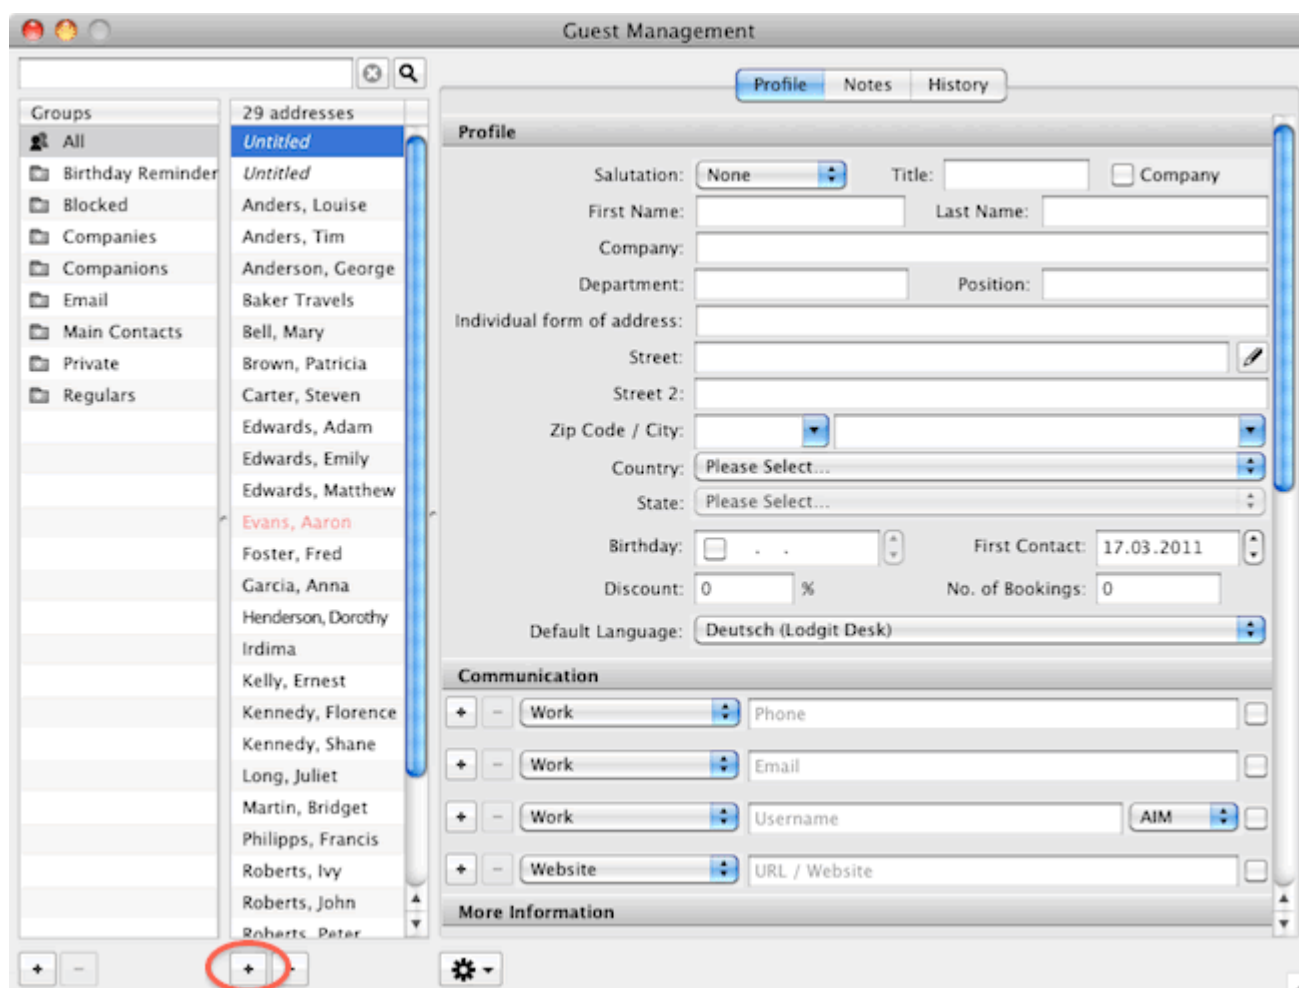 Guest Management
Profile Notes History
Groups
All
Birthday Reminder
Blocked
Companies
Companions
Email
Main Contacts
Private
Regulars
29 addresses
Untitled
Untitled
Anders, Louise
Anders, Tim
Anderson, George
Baker Travels
Bell, Mary
Brown, Patricia
Carter, Steven
Edwards, Adam
Edwards, Emily
Edwards, Matthew
Evans, Aaron
Foster, Fred
Garcia, Anna
Henderson, Dorothy
Irdima
Kelly, Ernest
Kennedy, Florence
Kennedy, Shane
Long, Juliet
Martin, Bridget
Philipps, Francis
Roberts, Ivy
Roberts, John
Roberts, Peter
Profile
Salutation: None Title: Company
First Name: Last Name:
Company:
Department: Position:
Individual form of address:
Street:
Street 2:
Zip Code / City:
Country: Please Select...
State: Please Select...
Birthday: . . First Contact: 17.03.2011
Discount: 0 % No. of Bookings: 0
Default Language: Deutsch (Lodgit Desk)
Communication
+ - Work Phone
+ - Work Email
+ - Work Username AIM
+ - Website URL / Website
More Information
+ - + -